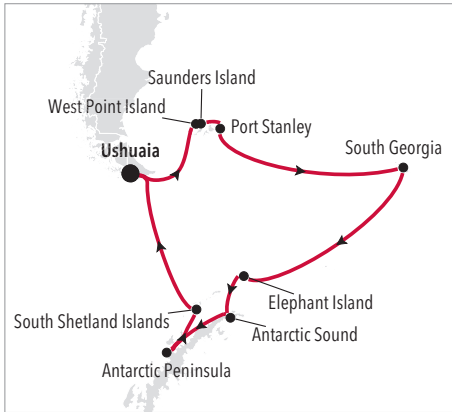 Saunders Island
West Point Island
Port Stanley
Ushuaia
South Georgia
Elephant Island
South Shetland Islands
Antarctic Sound
Antarctic Peninsula